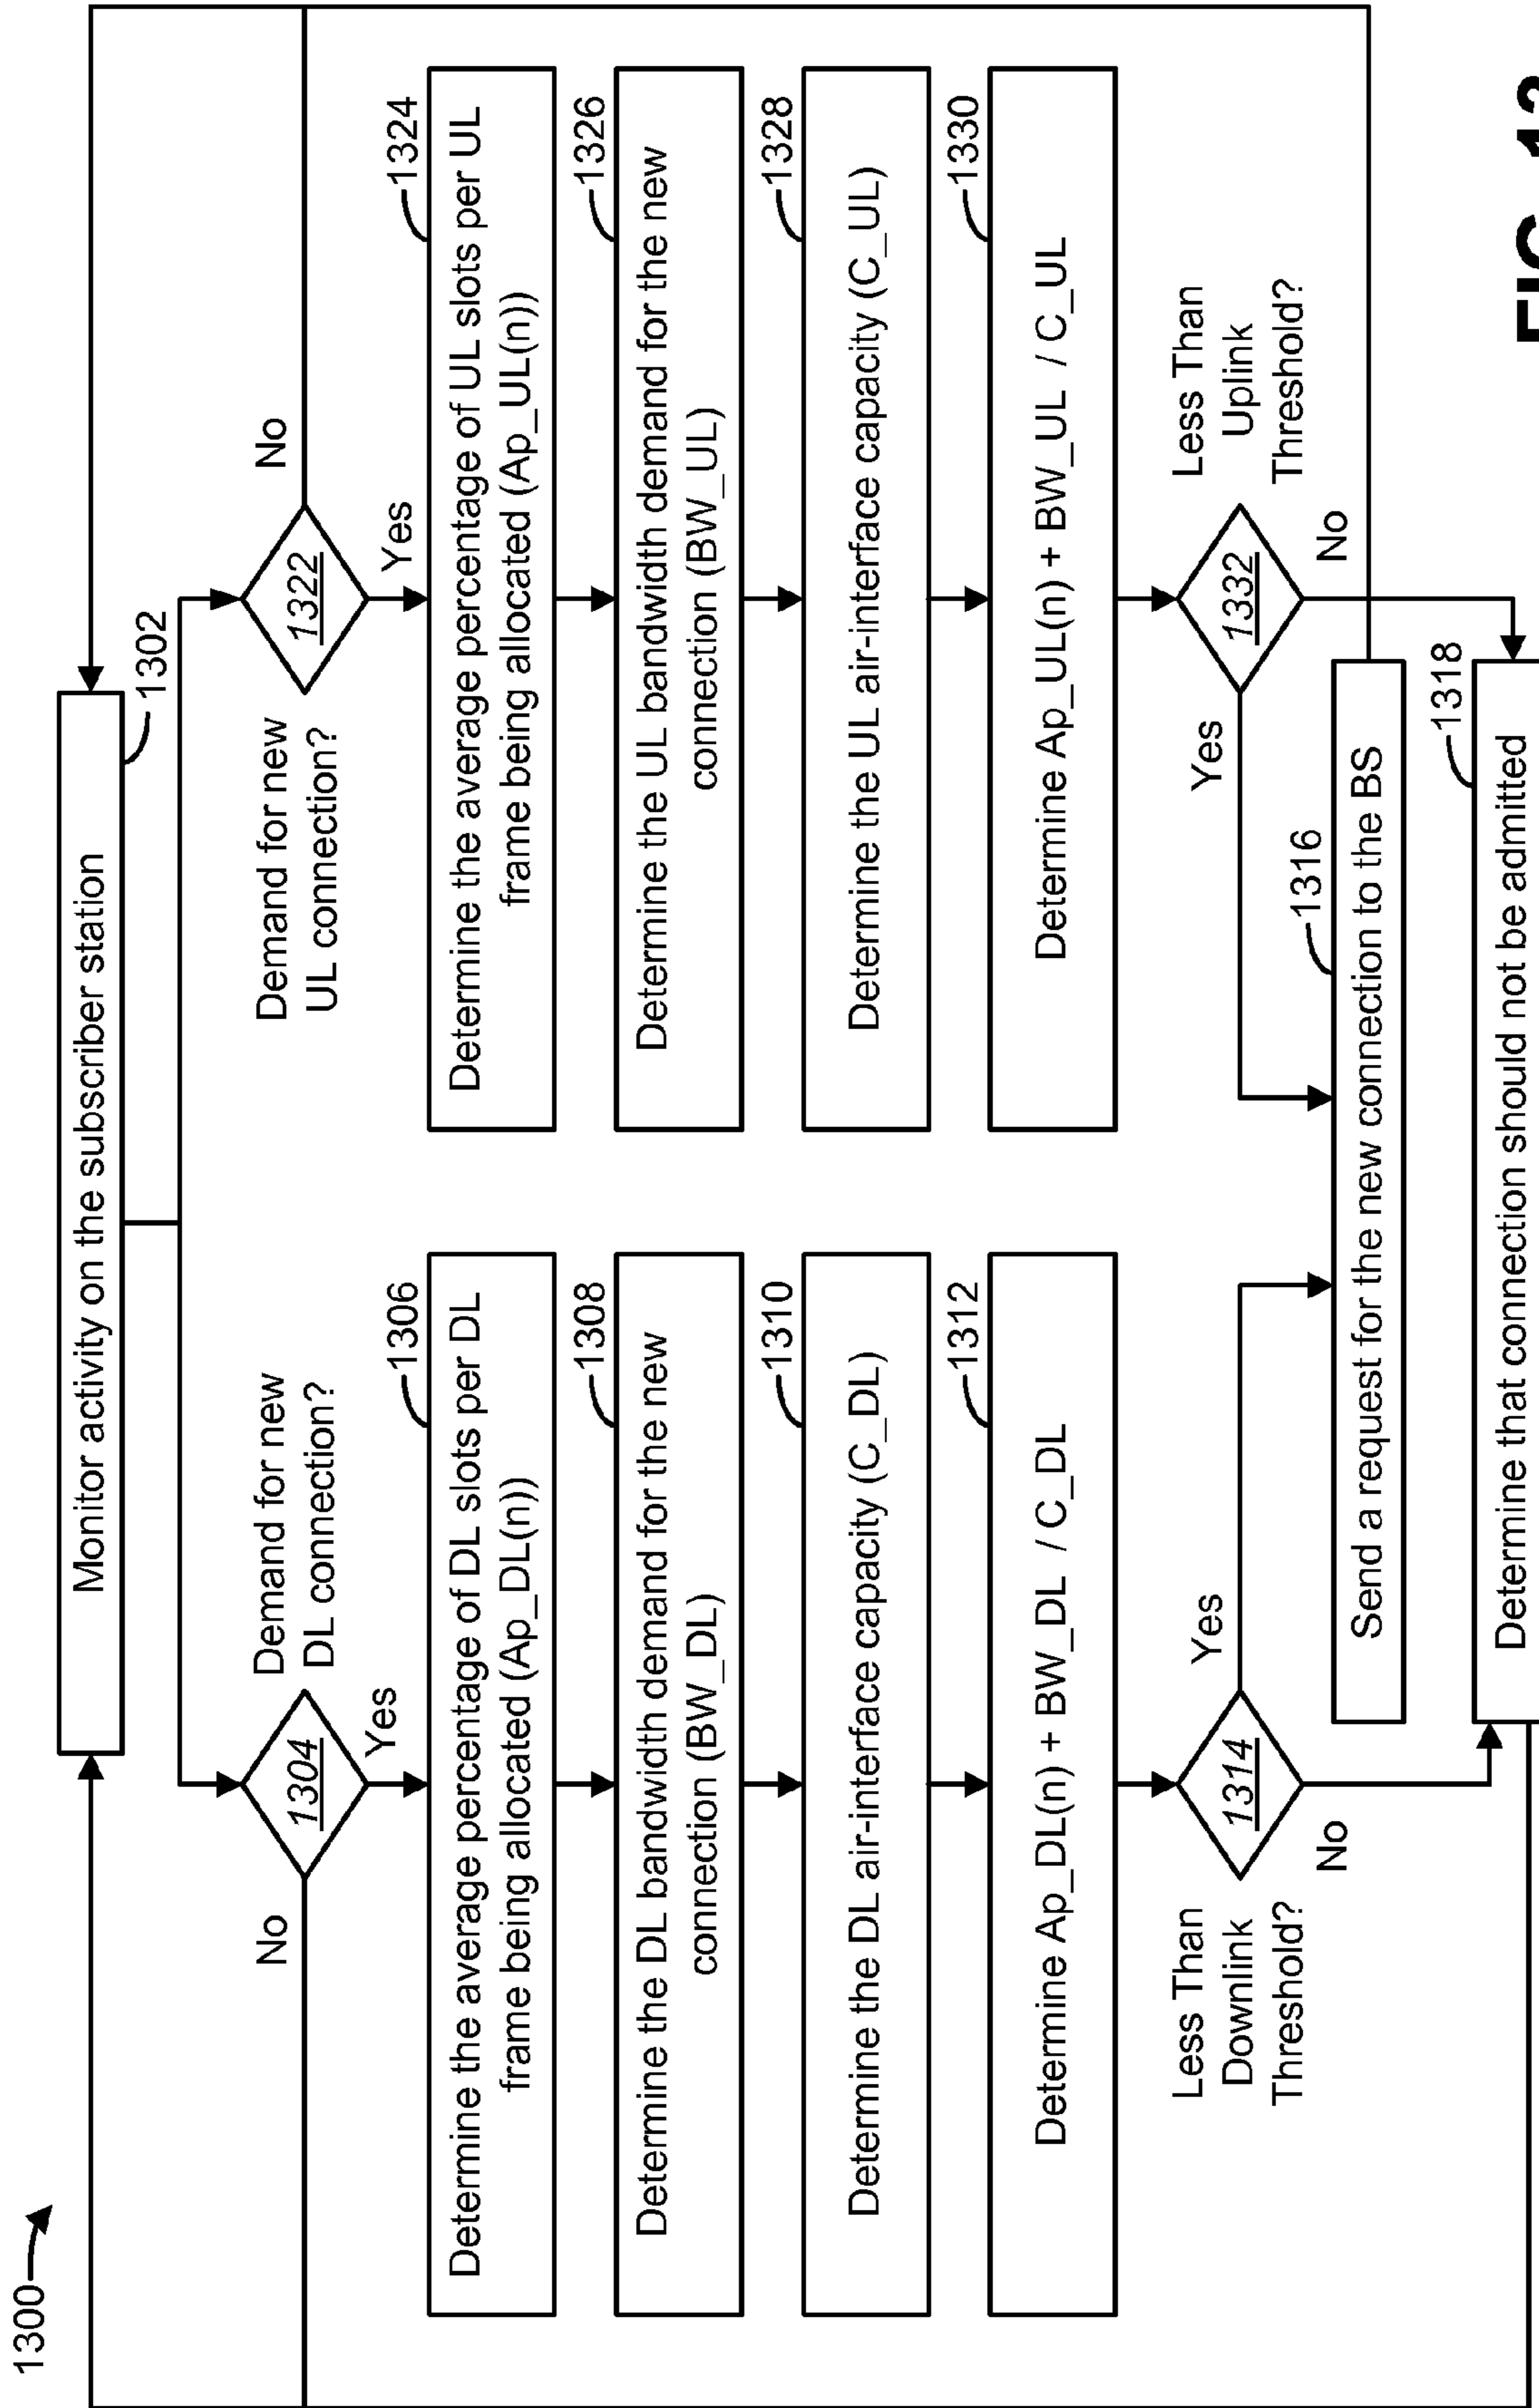 1300
Monitor activity on the subscriber station
1302
Demand for new
DL connection?
1304
No
Yes
1306
Determine the average percentage of DL slots per DL
frame being allocated (Ap_DL(n))
1308
Determine the DL bandwidth demand for the new
connection (BW_DL)
1310
Determine the DL air-interface capacity (C_DL)
1312
Determine Ap_DL(n) + BW_DL / C_DL
Less Than
Downlink
Threshold?
1314
Yes
No
Demand for new
UL connection?
1322
No
Yes
1324
Determine the average percentage of UL slots per UL
frame being allocated (Ap_UL(n))
1326
Determine the UL bandwidth demand for the new
connection (BW_UL)
1328
Determine the UL air-interface capacity (C_UL)
1330
Determine Ap_UL(n) + BW_UL / C_UL
Less Than
Uplink
Threshold?
1332
Yes
No
1316
Send a request for the new connection to the BS
1318
Determine that connection should not be admitted